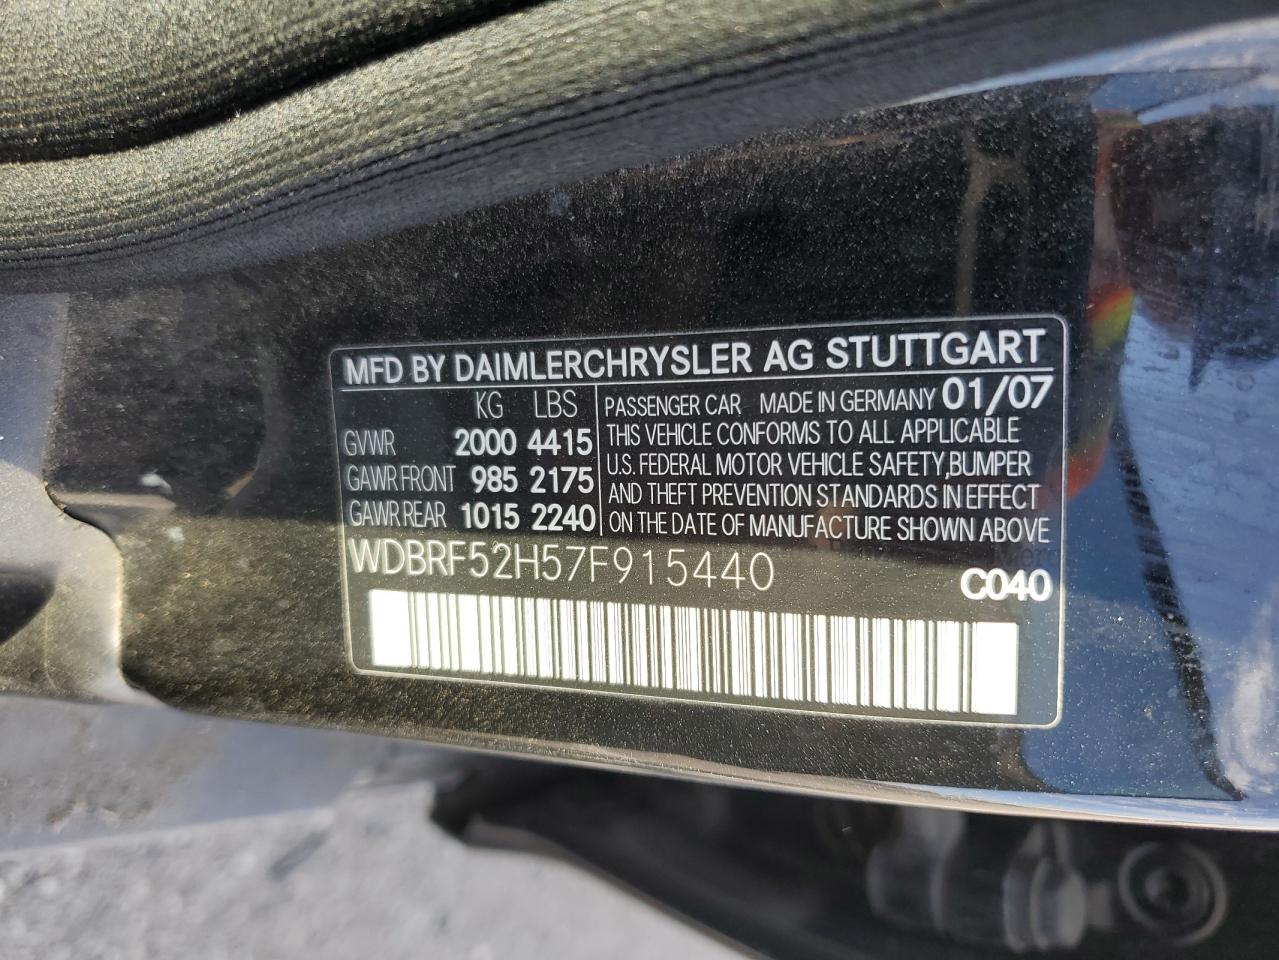 MFD BY DAIMLERCHRYSLER AG STUTTGART
KG LBS
GVWR 2000 4415
GAWR FRONT 985 2175
GAWR REAR 1015 2240
PASSENGER CAR MADE IN GERMANY 01/07
THIS VEHICLE CONFORMS TO ALL APPLICABLE
U.S. FEDERAL MOTOR VEHICLE SAFETY,BUMPER
AND THEFT PREVENTION STANDARDS IN EFFECT
ON THE DATE OF MANUFACTURE SHOWN ABOVE
WDBRF52H57F915440
C040